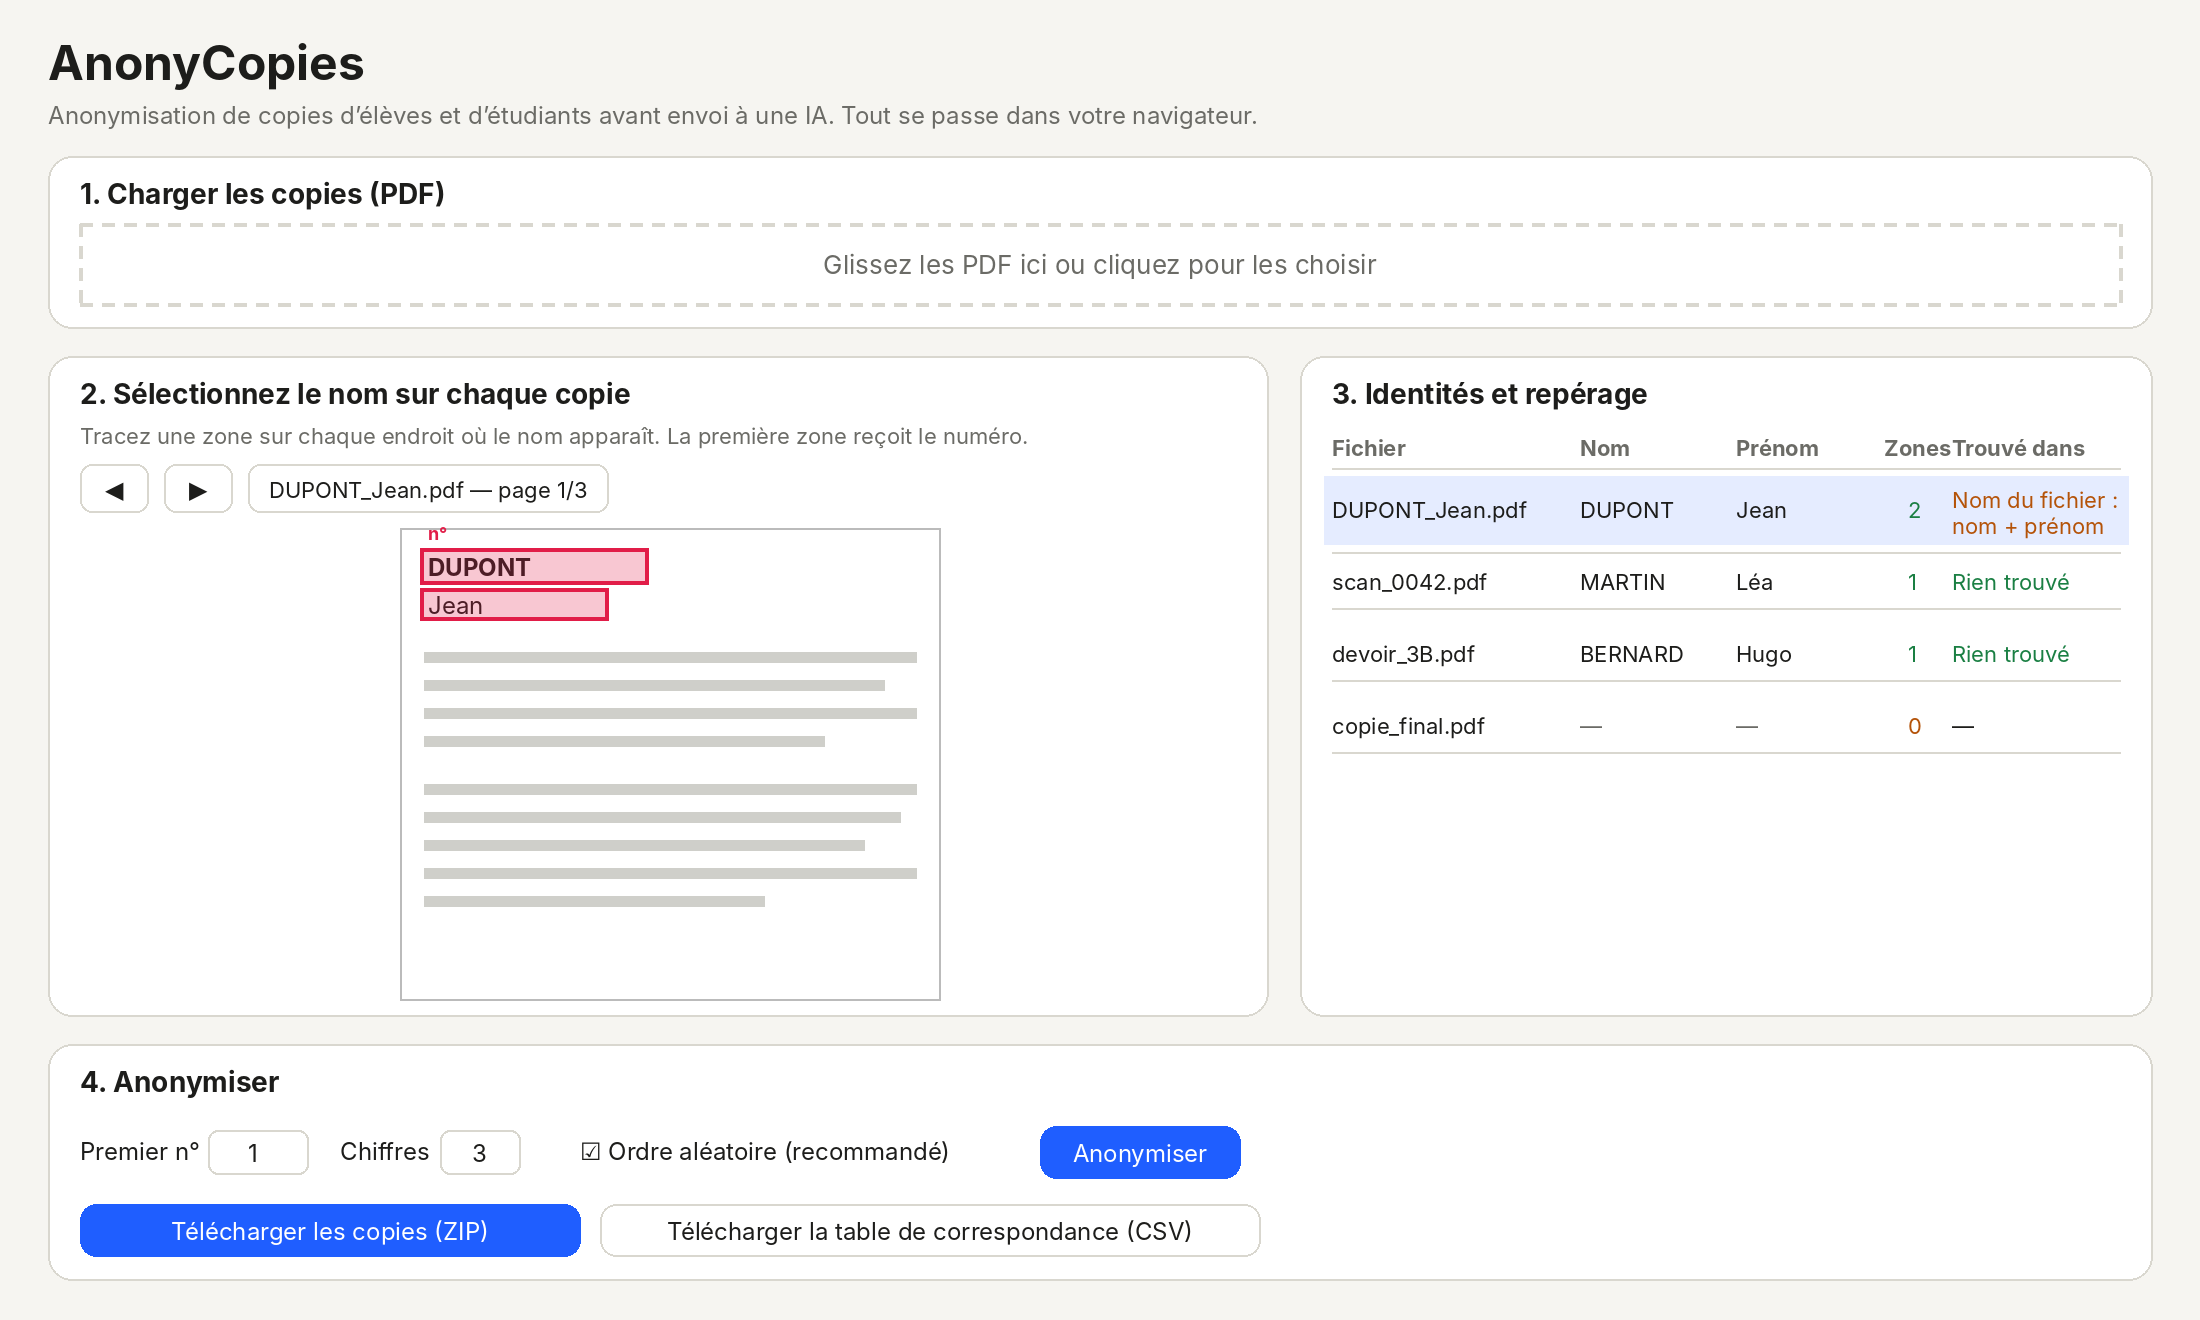 AnonyCopies
Anonymisation de copies d’élèves et d’étudiants avant envoi à une IA. Tout se passe dans votre navigateur.
1. Charger les copies (PDF)
Glissez les PDF ici ou cliquez pour les choisir
2. Sélectionnez le nom sur chaque copie
Tracez une zone sur chaque endroit où le nom apparaît. La première zone reçoit le numéro.
◀ ▶ DUPONT_Jean.pdf — page 1/3
n°
DUPONT
Jean
3. Identités et repérage
Fichier Nom Prénom Zones Trouvé dans
DUPONT_Jean.pdf DUPONT Jean 2 Nom du fichier :
nom + prénom
scan_0042.pdf MARTIN Léa 1 Rien trouvé
devoir_3B.pdf BERNARD Hugo 1 Rien trouvé
copie_final.pdf — — 0 —
4. Anonymiser
Premier n° 1 Chiffres 3 ☑ Ordre aléatoire (recommandé) Anonymiser
Télécharger les copies (ZIP) Télécharger la table de correspondance (CSV)